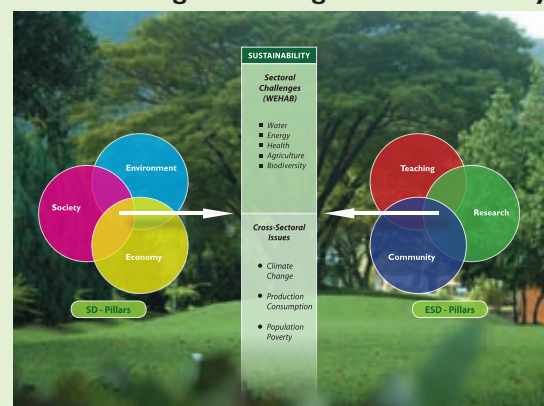 SUSTAINABILITY
Sectoral
Challenges
(WEHAB)
Water
Energy
Health
Agriculture
Biodiversity
Environment
Society
Economy
SD - Pillars
Cross-Sectoral
Issues
Climate
Change
Production
Consumption
Population
Poverty
Teaching
Research
Community
ESD - Pillars